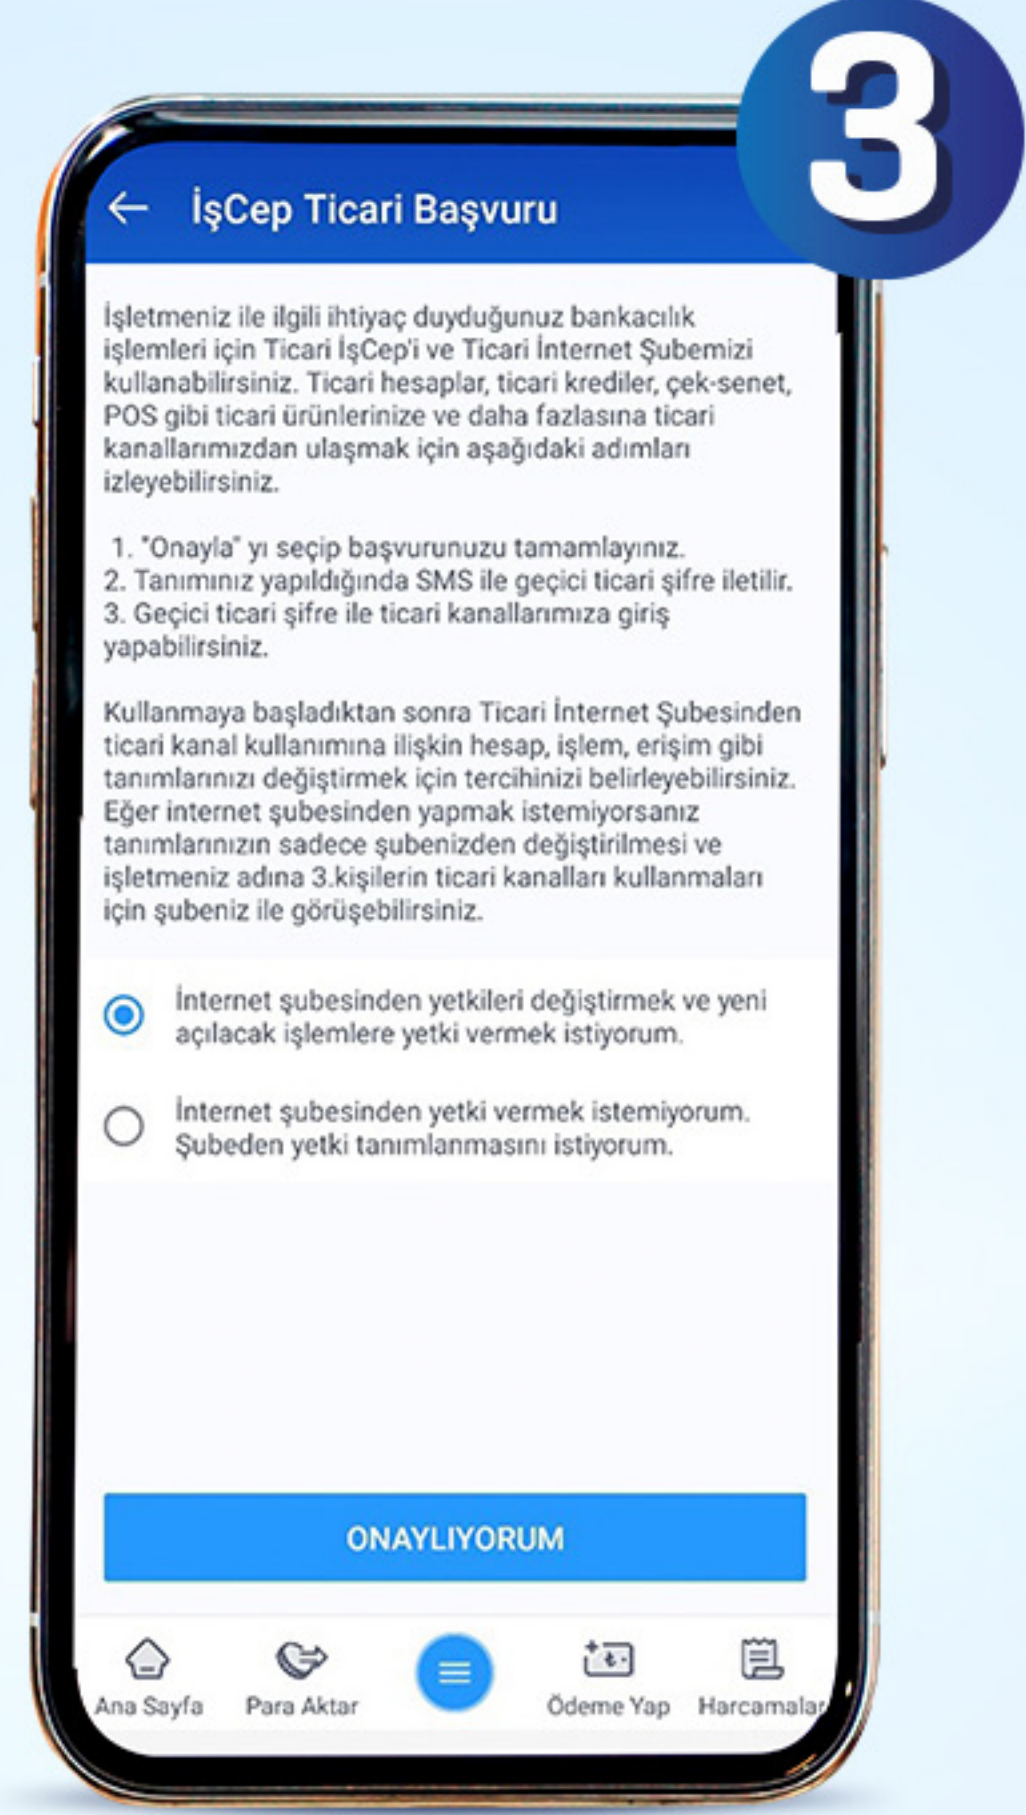 3
İşCep Ticari Başvuru
İşletmeniz ile ilgili ihtiyaç duyduğunuz bankacılık
işlemleri için Ticari İşCep'i ve Ticari İnternet Şubemizi
kullanabilirsiniz. Ticari hesaplar, ticari krediler, çek-senet,
POS gibi ticari ürünlerinize ve daha fazlasına ticari
kanallarımızdan ulaşmak için aşağıdaki adımları
izleyebilirsiniz.
1. "Onayla" yı seçip başvurunuzu tamamlayınız.
2. Tanımınız yapıldığında SMS ile geçici ticari şifre iletilir.
3. Geçici ticari şifre ile ticari kanallarımıza giriş
yapabilirsiniz.
Kullanmaya başladıktan sonra Ticari İnternet Şubesinden
ticari kanal kullanımına ilişkin hesap, işlem, erişim gibi
tanımlarınızı değiştirmek için tercihinizi belirleyebilirsiniz.
Eğer internet şubesinden yapmak istemiyorsanız
tanımlarınızın sadece şubenizden değiştirilmesi ve
işletmeniz adına 3.kişilerin ticari kanalları kullanmaları
için şubeniz ile görüşebilirsiniz.
İnternet şubesinden yetkileri değiştirmek ve yeni
açılacak işlemlere yetki vermek istiyorum.
İnternet şubesinden yetki vermek istemiyorum.
Şubeden yetki tanımlanmasını istiyorum.
ONAYLIYORUM
Ana Sayfa
Para Aktar
Ödeme Yap
Harcamalar